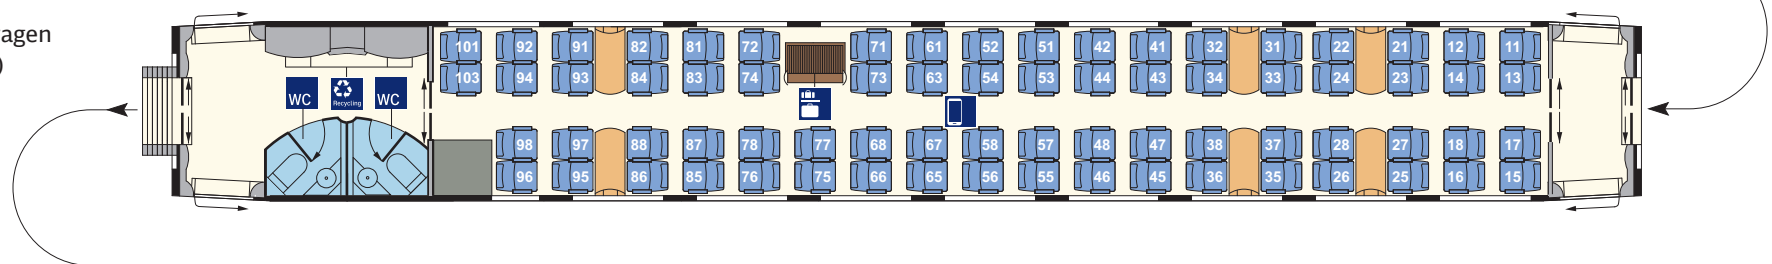 agen
)
101 92 91 82 81 72 71 61 52 51 42 41 32 31 22 21 12 11
103 94 93 84 83 74 73 63 54 53 44 43 34 33 24 23 14 13
WC Recycling WC
98 97 88 87 78 77 68 67 58 57 48 47 38 37 28 27 18 17
96 95 86 85 76 75 66 65 56 55 46 45 36 35 26 25 16 15